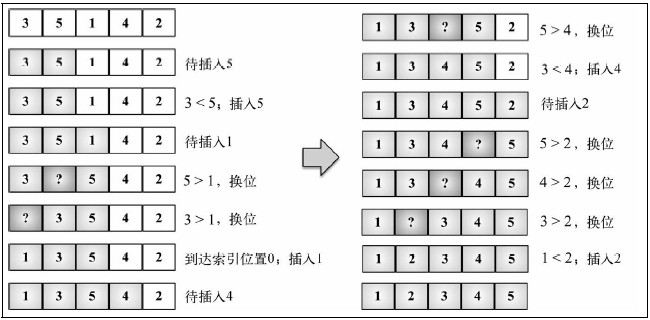 3 5 1 4 2
3 5 1 4 2 待插入5
3 5 1 4 2 3 < 5；插入5
3 5 1 4 2 待插入1
3 ? 5 4 2 5 > 1，换位
? 3 5 4 2 3 > 1，换位
1 3 5 4 2 到达索引位置0；插入1
1 3 5 4 2 待插入4
1 3 ? 5 2 5 > 4，换位
1 3 4 5 2 3 < 4；插入4
1 3 4 5 2 待插入2
1 3 4 ? 5 5 > 2，换位
1 3 ? 4 5 4 > 2，换位
1 ? 3 4 5 3 > 2，换位
1 2 3 4 5 1 < 2；插入2
1 2 3 4 5